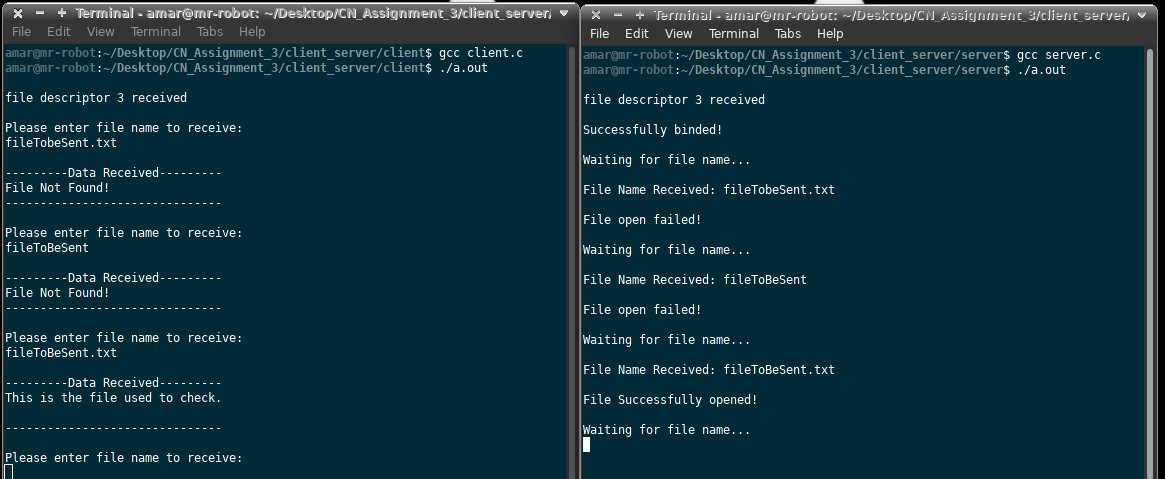 Terminal - amar@mr-robot: ~/Desktop/CN_Assignment_3/client_server/
File Edit View Terminal Tabs Help
amar@mr-robot:~/Desktop/CN_Assignment_3/client_server/client$ gcc client.c
amar@mr-robot:~/Desktop/CN_Assignment_3/client_server/client$ ./a.out
file descriptor 3 received
Please enter file name to receive:
fileTobeSent.txt
---------Data Received---------
File Not Found!
-------------------------------
Please enter file name to receive:
fileToBeSent
---------Data Received---------
File Not Found!
-------------------------------
Please enter file name to receive:
fileToBeSent.txt
---------Data Received---------
This is the file used to check.
-------------------------------
Please enter file name to receive:
Terminal - amar@mr-robot: ~/Desktop/CN_Assignment_3/client_server/
File Edit View Terminal Tabs Help
amar@mr-robot:~/Desktop/CN_Assignment_3/client_server/server$ gcc server.c
amar@mr-robot:~/Desktop/CN_Assignment_3/client_server/server$ ./a.out
file descriptor 3 received
Successfully binded!
Waiting for file name...
File Name Received: fileTobeSent.txt
File open failed!
Waiting for file name...
File Name Received: fileToBeSent
File open failed!
Waiting for file name...
File Name Received: fileToBeSent.txt
File Successfully opened!
Waiting for file name...